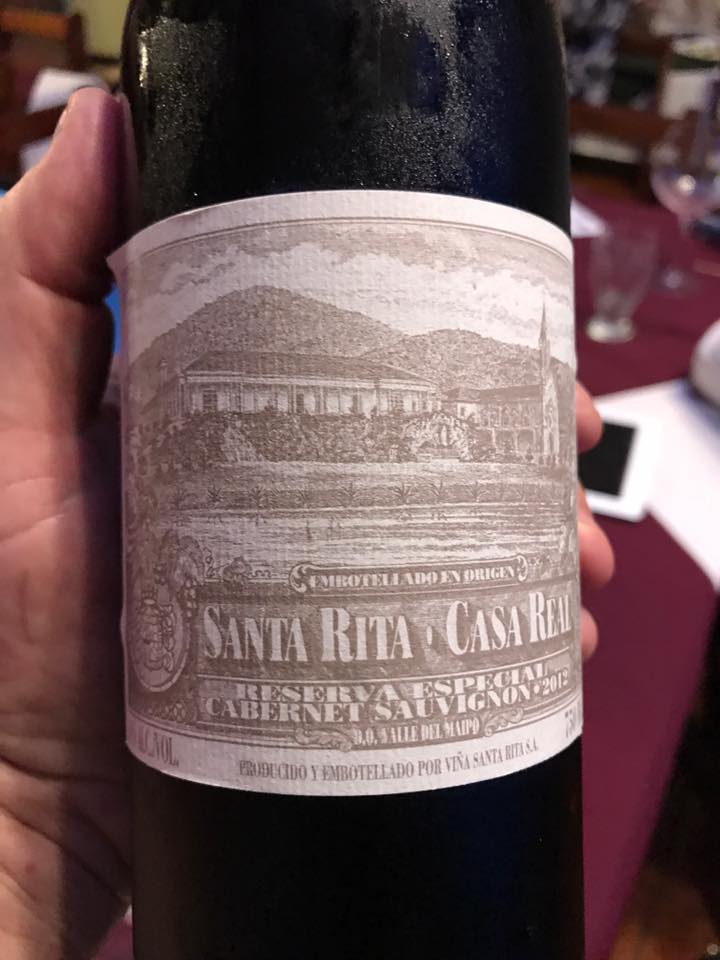 EMBOTELLADO EN ORIGEN
SANTA RITA · CASA REAL
RESERVA ESPECIAL
CABERNET SAUVIGNON · 2012
D.O. VALLE DEL MAIPO
PRODUCIDO Y EMBOTELLADO POR VIÑA SANTA RITA S.A.